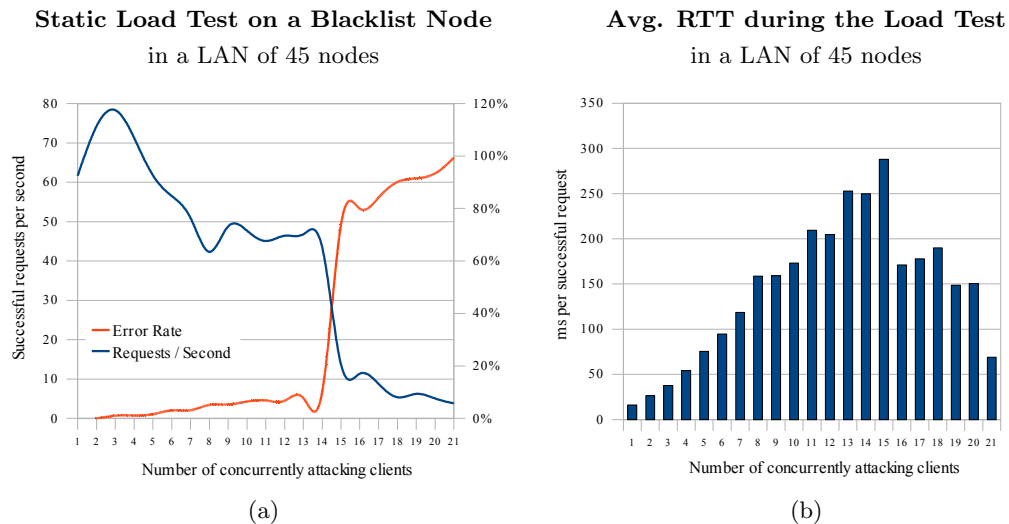 Static Load Test on a Blacklist Node
in a LAN of 45 nodes
80
70
60
50
40
30
20
10
0
120%
100%
80%
60%
40%
20%
0%
Successful requests per second
Error Rate
Requests / Second
1 2 3 4 5 6 7 8 9 10 11 12 13 14 15 16 17 18 19 20 21
Number of concurrently attacking clients
(a)
Avg. RTT during the Load Test
in a LAN of 45 nodes
350
300
250
200
150
100
50
0
ms per successful request
1 2 3 4 5 6 7 8 9 10 11 12 13 14 15 16 17 18 19 20 21
Number of concurrently attacking clients
(b)